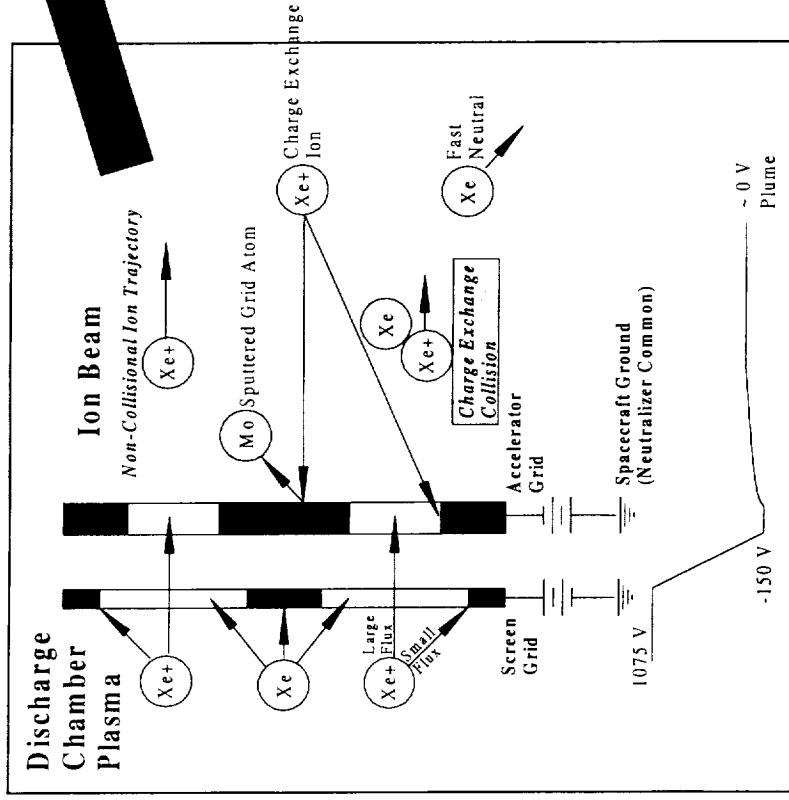 Discharge
Chamber
Plasma
Ion Beam
Non-Collisional Ion Trajectory
Xe+
Xe+
Mo
Sputtered Grid Atom
Xe+
Charge Exchange
Ion
Xe
Large
Flux
Xe+
Small
Flux
Xe
Xe+
Charge Exchange
Collision
Xe
Fast
Neutral
Screen
Grid
Accelerator
Grid
Spacecraft Ground
(Neutralizer Common)
1075 V
-150 V
~ 0 V
Plume